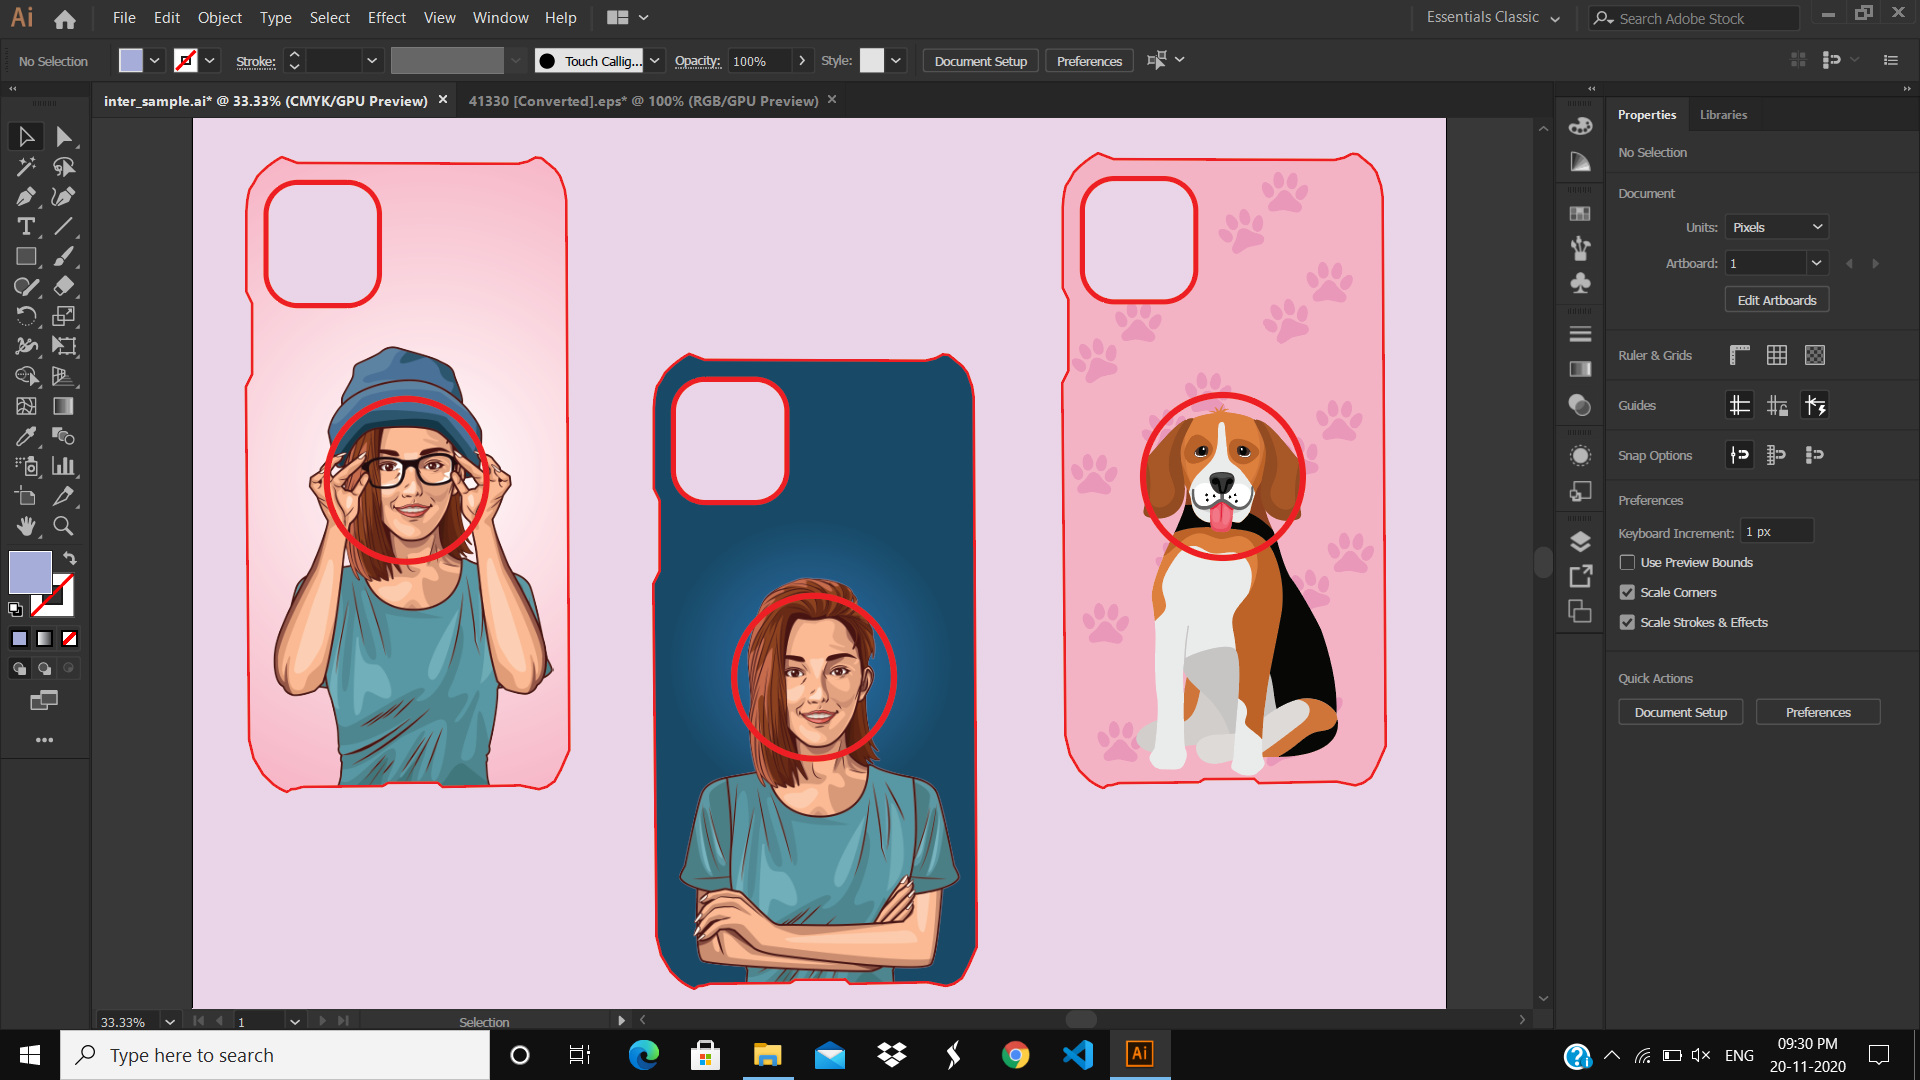 Ai File Edit Object Type Select Effect View Window Help Essentials Classic Search Adobe Stock
No Selection Stroke: Touch Callig... Opacity: 100% Style: Document Setup Preferences
inter_sample.ai* @ 33.33% (CMYK/GPU Preview) 41330 [Converted].eps* @ 100% (RGB/GPU Preview)
Properties Libraries
No Selection
Document
Units: Pixels
Artboard: 1
Edit Artboards
Ruler & Grids
Guides
Snap Options
Preferences
Keyboard Increment: 1 px
Use Preview Bounds
Scale Corners
Scale Strokes & Effects
Quick Actions
Document Setup Preferences
33.33% 1 Selection
Type here to search
Ai
ENG
09:30 PM
20-11-2020